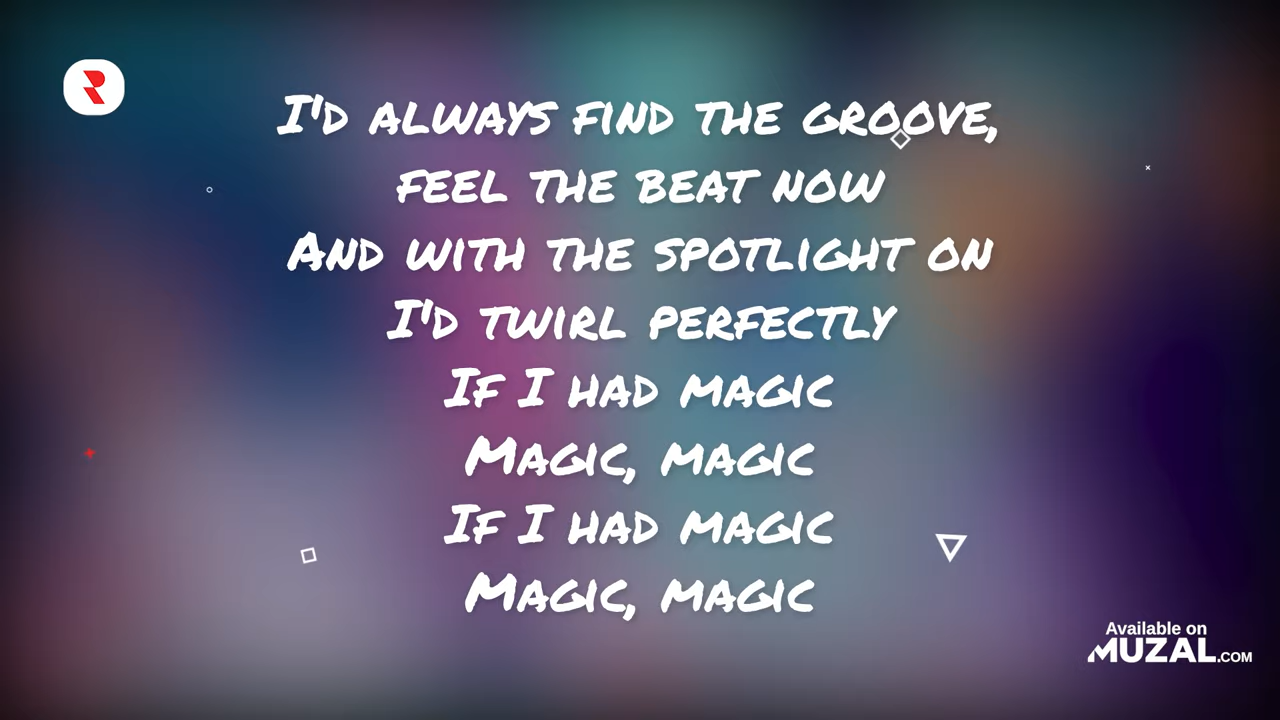 I'd always find the groove,
feel the beat now
And with the spotlight on
I'd twirl perfectly
If I had magic
Magic, magic
If I had magic
Magic, magic
R
Available on
MUZAL.COM